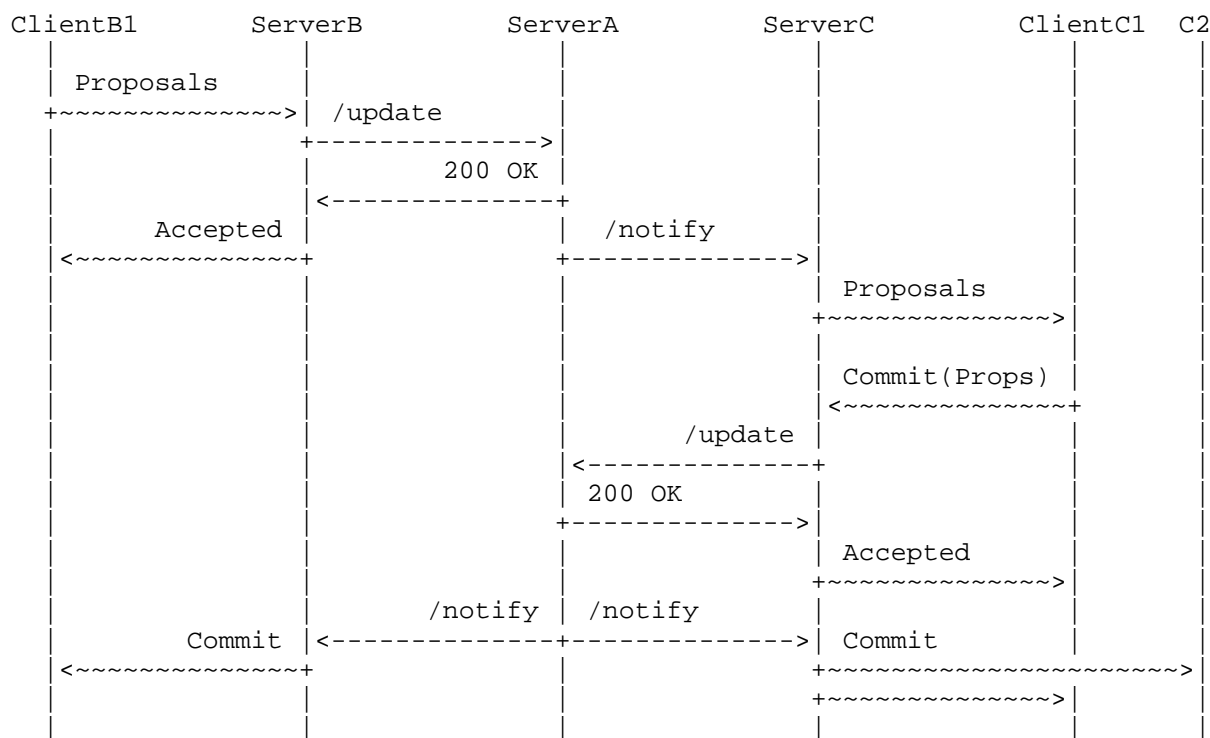 ClientB1 ServerB ServerA ServerC ClientC1 C2
Proposals
/update
200 OK
Accepted /notify
Proposals
Commit(Props)
/update
200 OK
Accepted
/notify /notify
Commit Commit